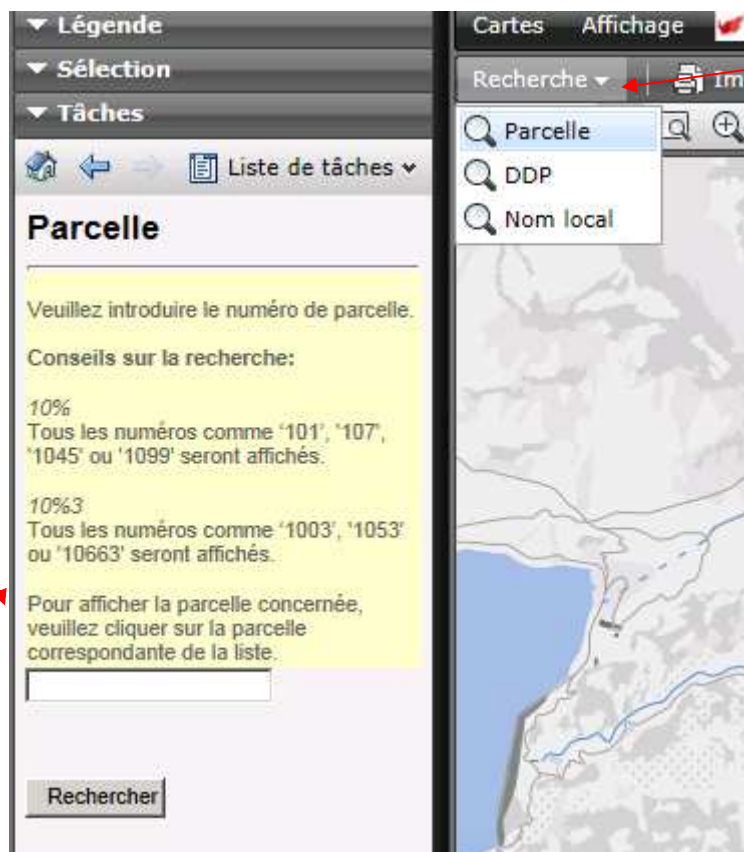 Légende
Sélection
Tâches
Liste de tâches
Parcelle
Veuillez introduire le numéro de parcelle.
Conseils sur la recherche:
10%
Tous les numéros comme '101', '107',
'1045' ou '1099' seront affichés.
10%3
Tous les numéros comme '1003', '1053'
ou '10663' seront affichés.
Pour afficher la parcelle concernée,
veuillez cliquer sur la parcelle
correspondante de la liste.
Rechercher
Cartes Affichage
Recherche Im
Parcelle
DDP
Nom local